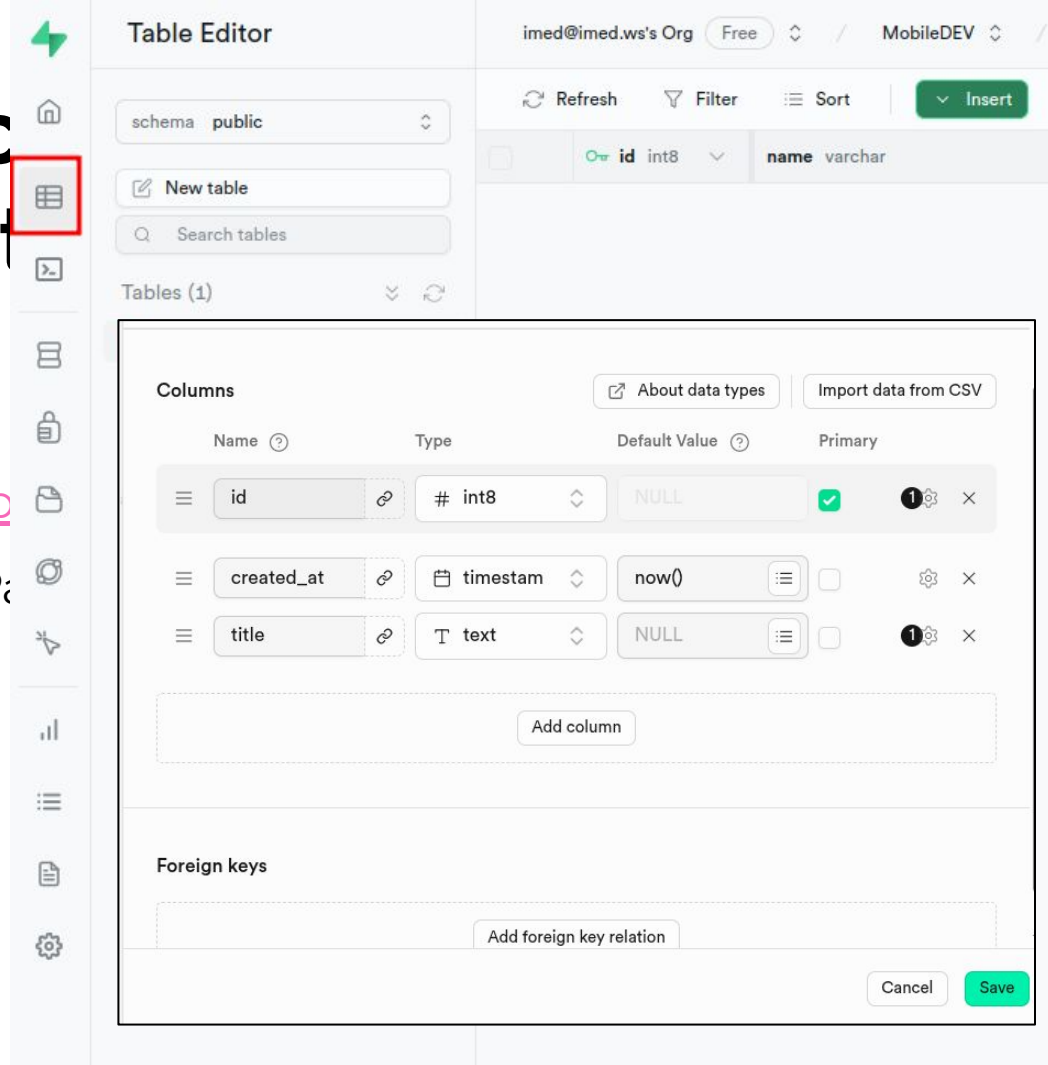 Table Editor
imed@imed.ws's Org Free / MobileDEV /
schema public
Refresh Filter Sort Insert
id int8 name varchar
New table
Search tables
Tables (1)
Columns
About data types Import data from CSV
Name Type Default Value Primary
id # int8 NULL 1
created_at timestam now()
title T text NULL 1
Add column
Foreign keys
Add foreign key relation
Cancel Save